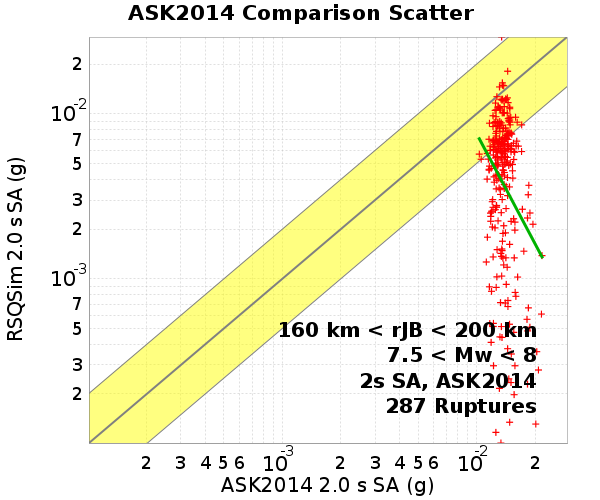 ASK2014 Comparison Scatter
2
10-2
7
5
3
2
10-3
7
5
3
2
RSQSim 2.0 s SA (g)
160 km < rJB < 200 km
7.5 < Mw < 8
2s SA, ASK2014
287 Ruptures
2 3 4 5 6 10-3 2 3 4 5 6 10-2 2
ASK2014 2.0 s SA (g)